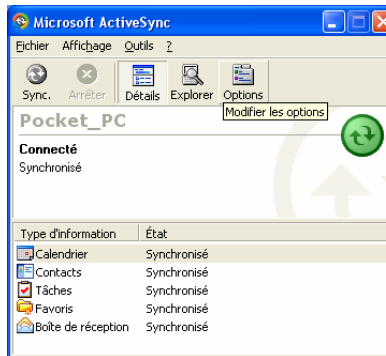 Microsoft ActiveSync
Fichier Affichage Outils ?
Sync. Arrêter Détails Explorer Options
Modifier les options
Pocket_PC
Connecté
Synchronisé
Type d'information État
Calendrier Synchronisé
Contacts Synchronisé
Tâches Synchronisé
Favoris Synchronisé
Boîte de réception Synchronisé